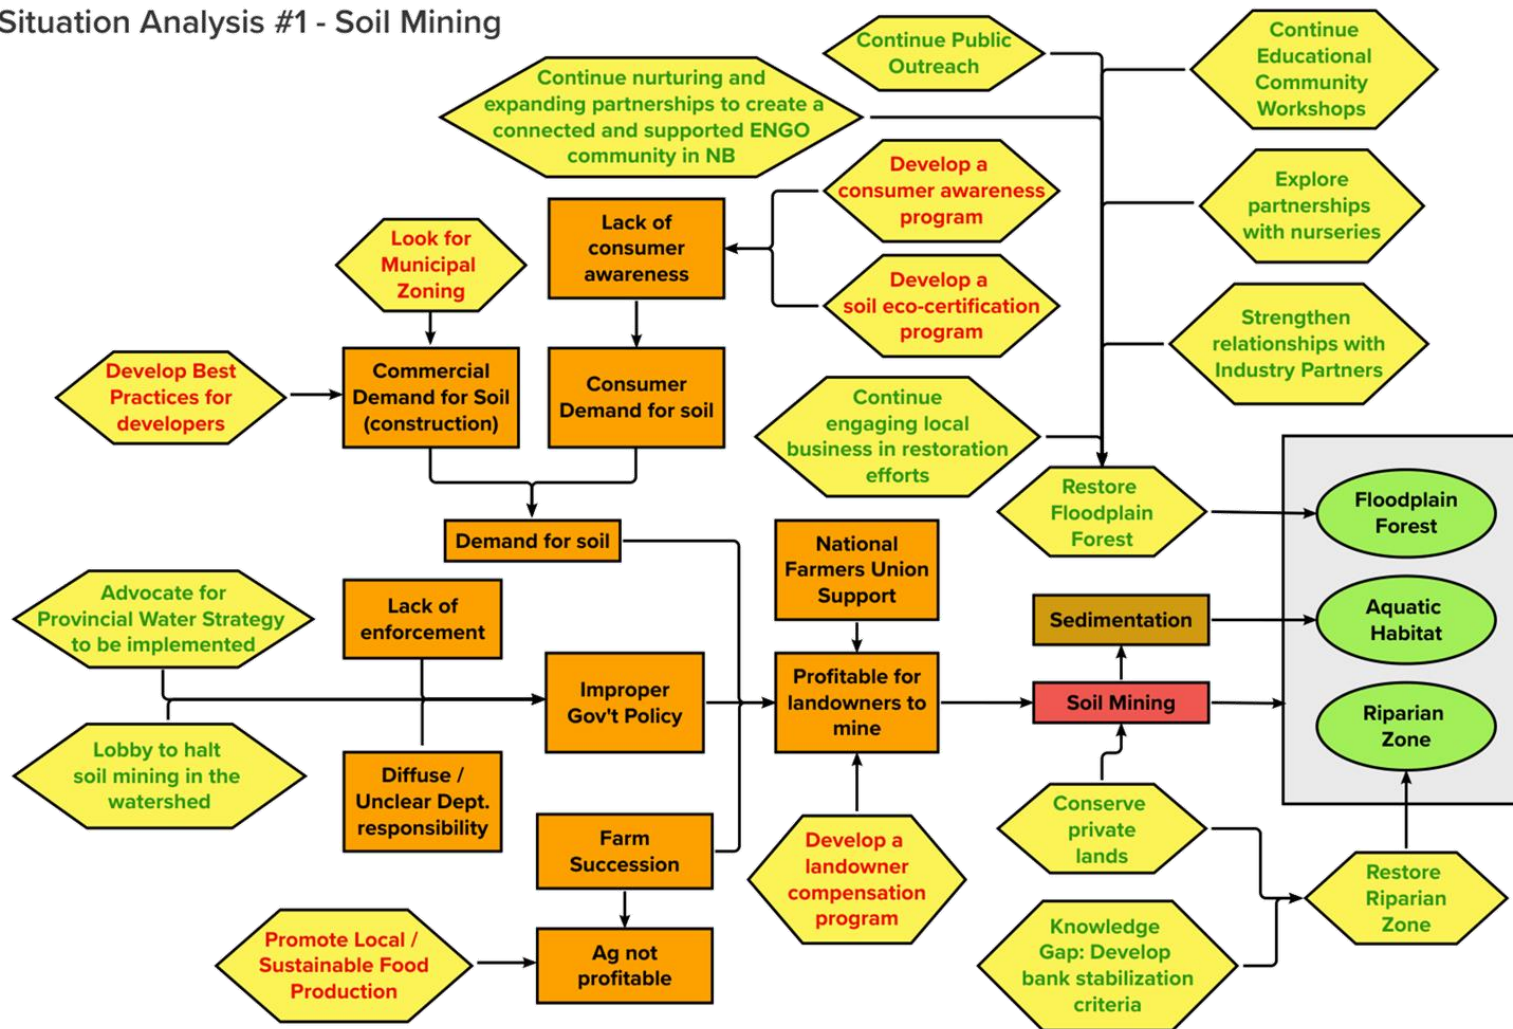 Situation Analysis #1 - Soil Mining
Continue Public
Outreach
Continue
Educational
Community
Workshops
Continue nurturing and
expanding partnerships to create a
connected and supported ENGO
community in NB
Develop a
consumer awareness
program
Explore
partnerships
with nurseries
Lack of
consumer
awareness
Look for
Municipal
Zoning
Develop a
soil eco-certification
program
Strengthen
relationships with
Industry Partners
Develop Best
Practices for
developers
Commercial
Demand for Soil
(construction)
Consumer
Demand for soil
Continue
engaging local
business in restoration
efforts
Restore
Floodplain
Forest
Floodplain
Forest
Demand for soil
National
Farmers Union
Support
Advocate for
Provincial Water Strategy
to be implemented
Lack of
enforcement
Sedimentation
Aquatic
Habitat
Improper
Gov't Policy
Profitable for
landowners to
mine
Soil Mining
Riparian
Zone
Lobby to halt
soil mining in the
watershed
Diffuse /
Unclear Dept.
responsibility
Farm
Succession
Develop a
landowner
compensation
program
Conserve
private
lands
Restore
Riparian
Zone
Promote Local /
Sustainable Food
Production
Ag not
profitable
Knowledge
Gap: Develop
bank stabilization
criteria